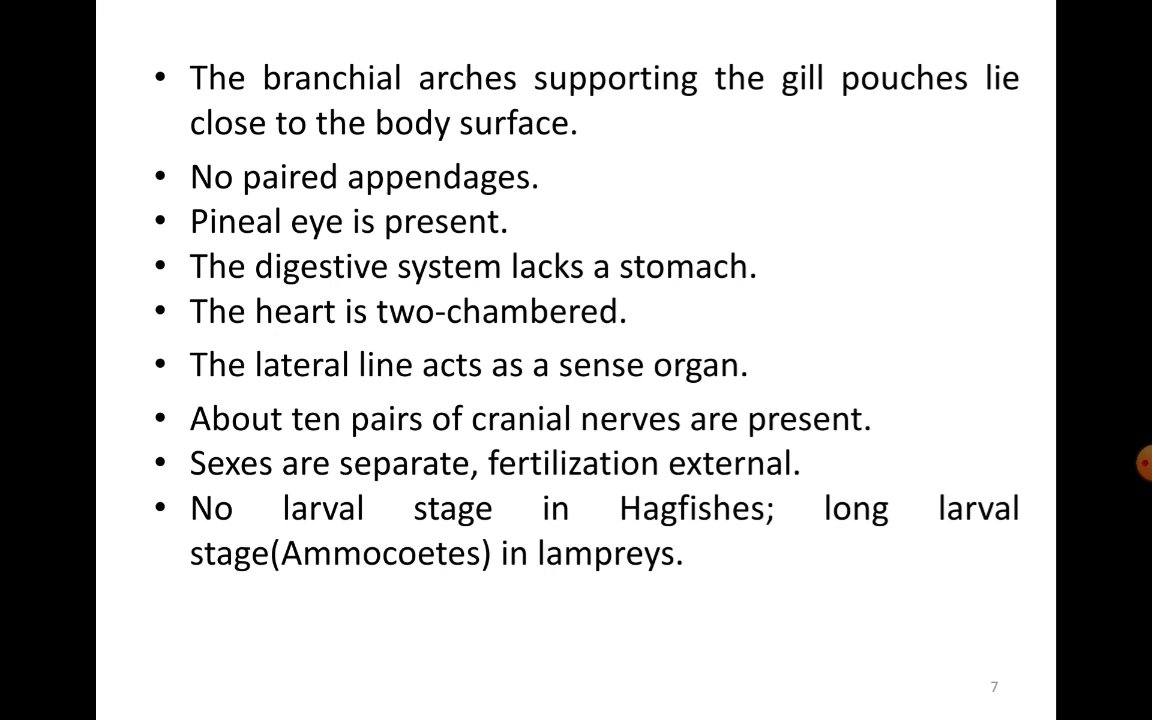 • The branchial arches supporting the gill pouches lie
close to the body surface.
• No paired appendages.
• Pineal eye is present.
• The digestive system lacks a stomach.
• The heart is two-chambered.
• The lateral line acts as a sense organ.
• About ten pairs of cranial nerves are present.
• Sexes are separate, fertilization external.
• No larval stage in Hagfishes; long larval
stage(Ammocoetes) in lampreys.
7